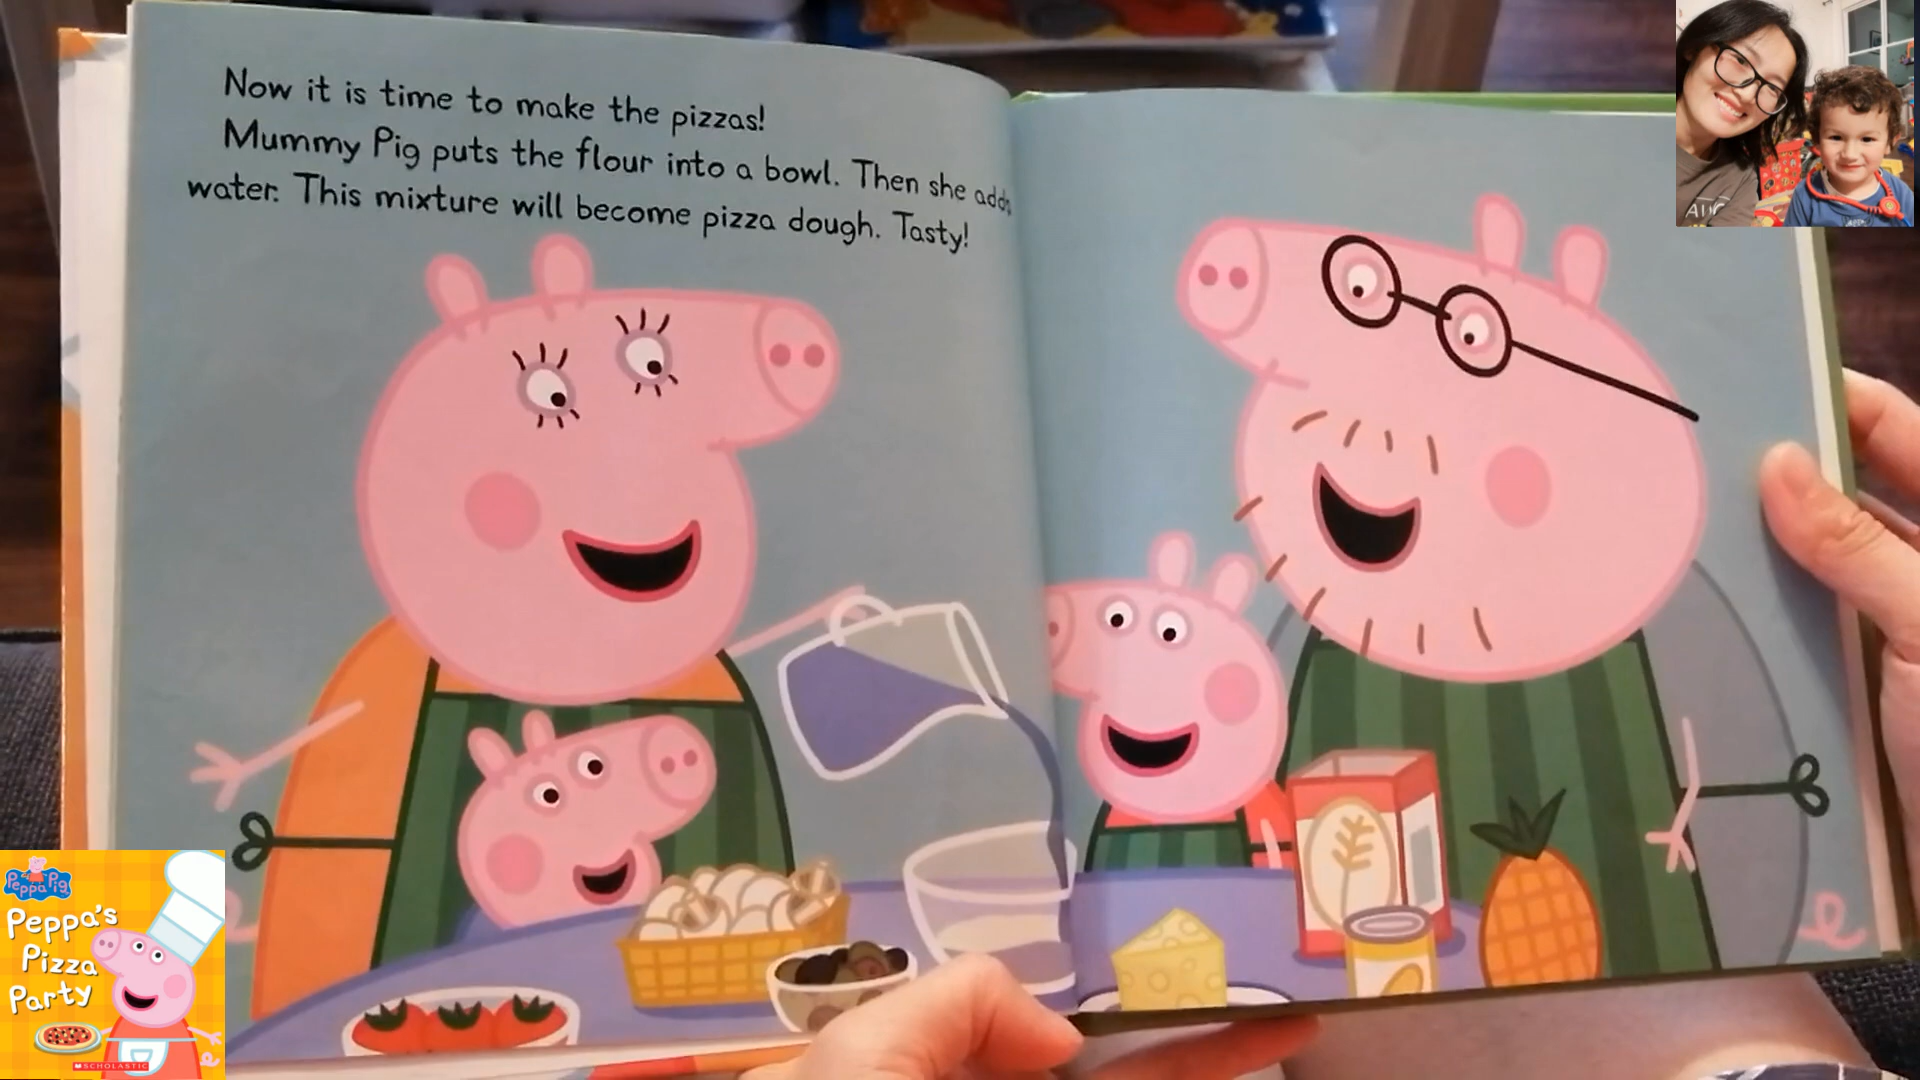 Now it is time to make the pizzas!
Mummy Pig puts the flour into a bowl. Then she adds
water. This mixture will become pizza dough. Tasty!
Peppa Pig
Peppa's
Pizza
Party
SCHOLASTIC